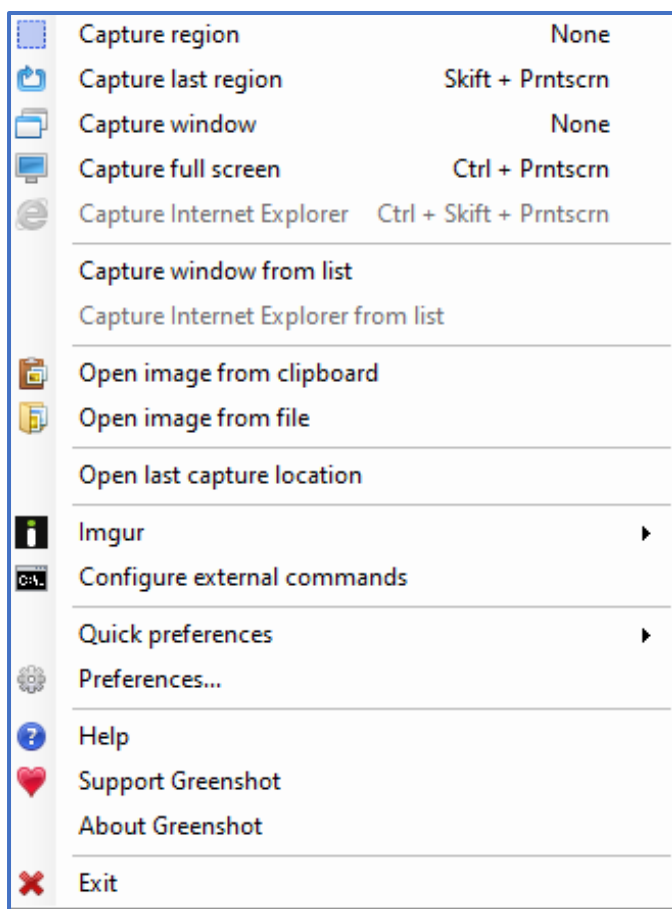 Capture region None
Capture last region Skift + Prntscrn
Capture window None
Capture full screen Ctrl + Prntscrn
Capture Internet Explorer Ctrl + Skift + Prntscrn
Capture window from list
Capture Internet Explorer from list
Open image from clipboard
Open image from file
Open last capture location
Imgur
C:\. Configure external commands
Quick preferences
Preferences...
? Help
Support Greenshot
About Greenshot
Exit